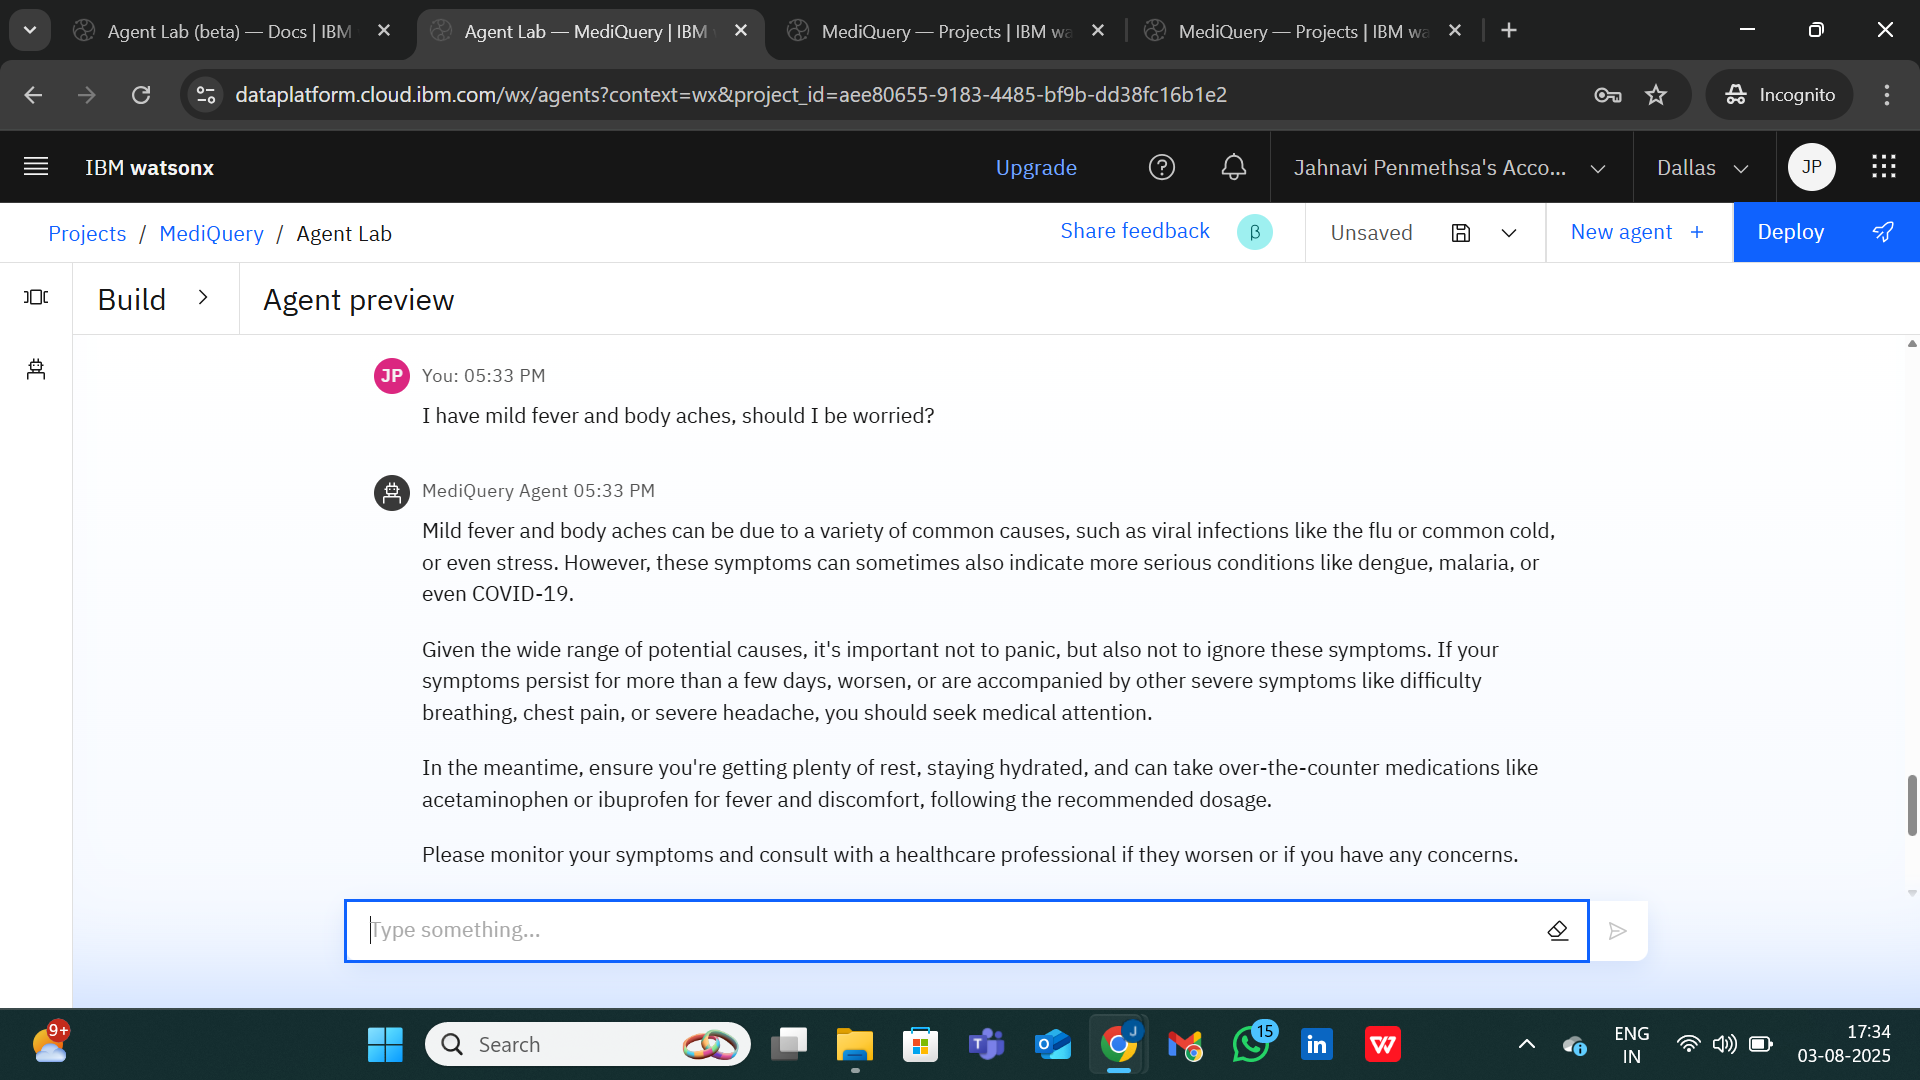 Agent Lab (beta) — Docs | IBM
Agent Lab — MediQuery | IBM
MediQuery — Projects | IBM wa
MediQuery — Projects | IBM wa
dataplatform.cloud.ibm.com/wx/agents?context=wx&project_id=aee80655-9183-4485-bf9b-dd38fc16b1e2
Incognito
IBM watsonx
Upgrade
Jahnavi Penmethsa's Acco...
Dallas
JP
Projects / MediQuery / Agent Lab
Share feedback
β
Unsaved
New agent +
Deploy
Build
Agent preview
JP
You: 05:33 PM
I have mild fever and body aches, should I be worried?
MediQuery Agent 05:33 PM
Mild fever and body aches can be due to a variety of common causes, such as viral infections like the flu or common cold,
or even stress. However, these symptoms can sometimes also indicate more serious conditions like dengue, malaria, or
even COVID-19.
Given the wide range of potential causes, it's important not to panic, but also not to ignore these symptoms. If your
symptoms persist for more than a few days, worsen, or are accompanied by other severe symptoms like difficulty
breathing, chest pain, or severe headache, you should seek medical attention.
In the meantime, ensure you're getting plenty of rest, staying hydrated, and can take over-the-counter medications like
acetaminophen or ibuprofen for fever and discomfort, following the recommended dosage.
Please monitor your symptoms and consult with a healthcare professional if they worsen or if you have any concerns.
Type something...
9+
Search
J
15
in
ENG
IN
17:34
03-08-2025